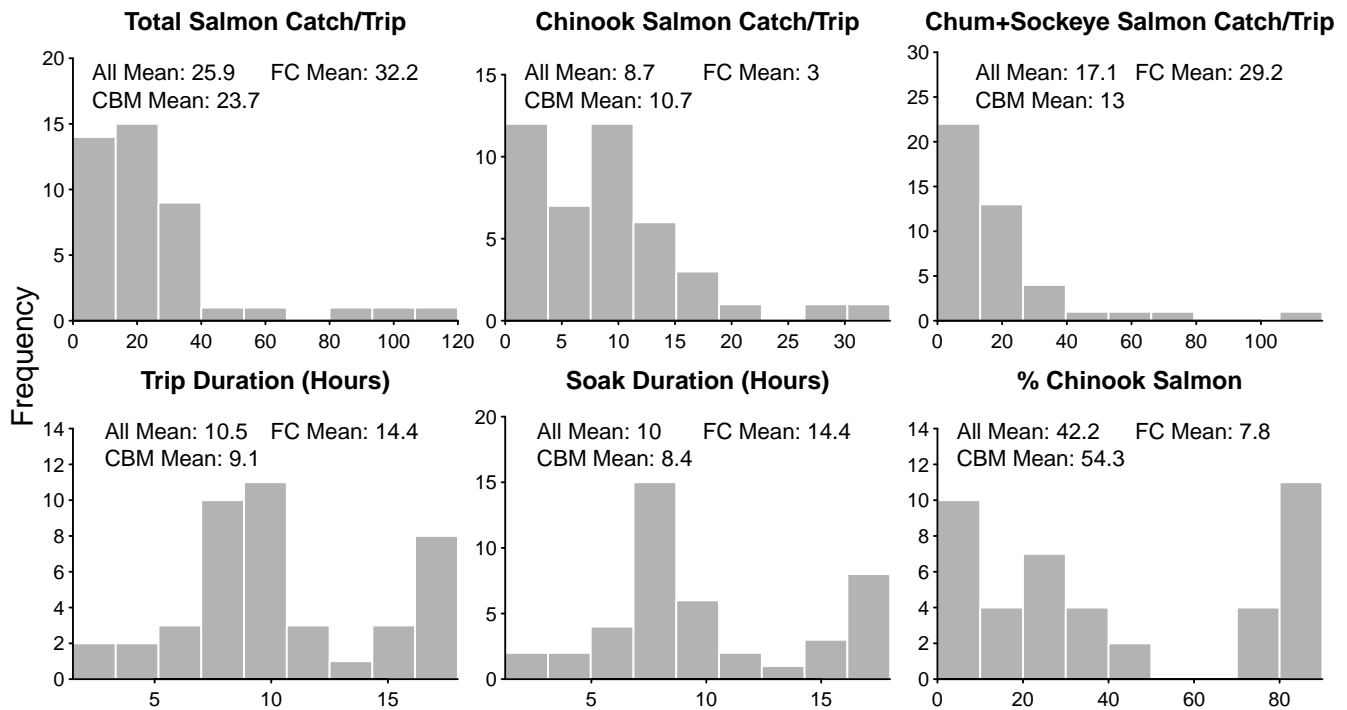 Total Salmon Catch/Trip
All Mean: 25.9 FC Mean: 32.2
CBM Mean: 23.7
20
15
10
5
0
0 20 40 60 80 100 120
Chinook Salmon Catch/Trip
All Mean: 8.7 FC Mean: 3
CBM Mean: 10.7
15
10
5
0
0 5 10 15 20 25 30
Chum+Sockeye Salmon Catch/Trip
All Mean: 17.1 FC Mean: 29.2
CBM Mean: 13
30
25
20
15
10
5
0
0 20 40 60 80 100
Frequency
Trip Duration (Hours)
All Mean: 10.5 FC Mean: 14.4
CBM Mean: 9.1
14
12
10
8
6
4
2
0
5 10 15
Soak Duration (Hours)
All Mean: 10 FC Mean: 14.4
CBM Mean: 8.4
20
15
10
5
0
5 10 15
% Chinook Salmon
All Mean: 42.2 FC Mean: 7.8
CBM Mean: 54.3
14
12
10
8
6
4
2
0
0 20 40 60 80